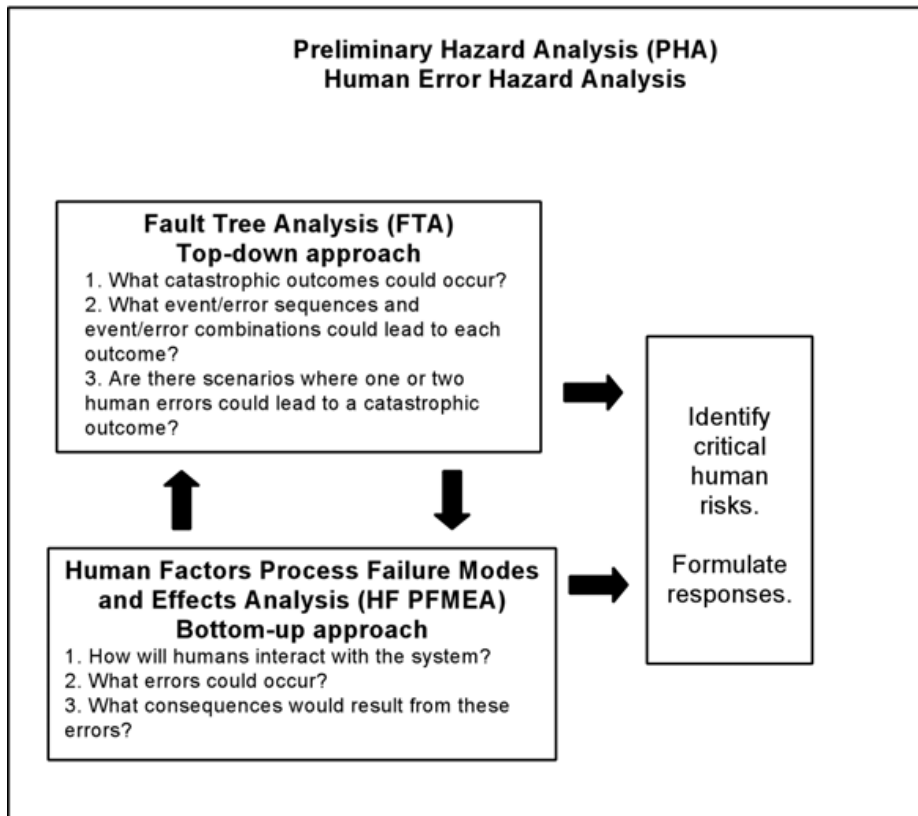 Preliminary Hazard Analysis (PHA)
Human Error Hazard Analysis
Fault Tree Analysis (FTA)
Top-down approach
1. What catastrophic outcomes could occur?
2. What event/error sequences and
event/error combinations could lead to each
outcome?
3. Are there scenarios where one or two
human errors could lead to a catastrophic
outcome?
Human Factors Process Failure Modes
and Effects Analysis (HF PFMEA)
Bottom-up approach
1. How will humans interact with the system?
2. What errors could occur?
3. What consequences would result from these
errors?
Identify
critical
human
risks.
Formulate
responses.